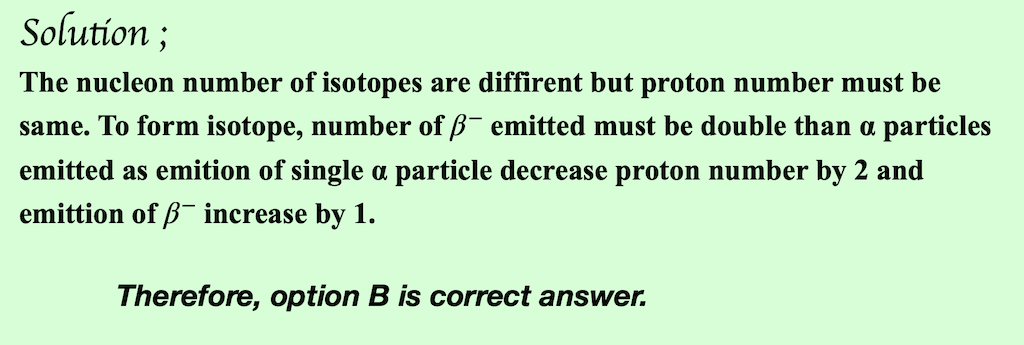 Solution ;
The nucleon number of isotopes are diffirent but proton number must be
same. To form isotope, number of β⁻ emitted must be double than α particles
emitted as emition of single α particle decrease proton number by 2 and
emittion of β⁻ increase by 1.
Therefore, option B is correct answer.